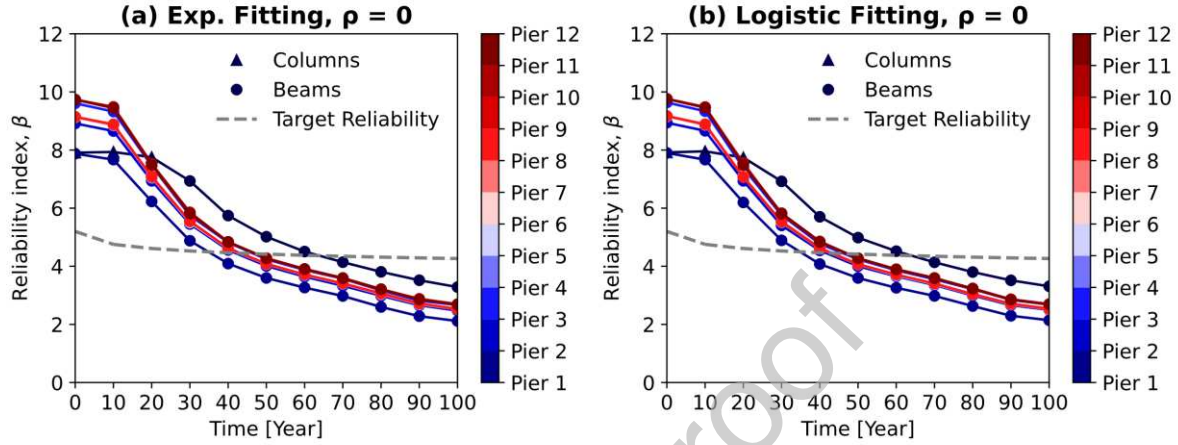 (a) Exp. Fitting, ρ = 0
Reliability index, β
12
10
8
6
4
2
0
0 10 20 30 40 50 60 70 80 90 100
Time [Year]
Columns
Beams
Target Reliability
Pier 12
Pier 11
Pier 10
Pier 9
Pier 8
Pier 7
Pier 6
Pier 5
Pier 4
Pier 3
Pier 2
Pier 1
(b) Logistic Fitting, ρ = 0
Reliability index, β
12
10
8
6
4
2
0
0 10 20 30 40 50 60 70 80 90 100
Time [Year]
Columns
Beams
Target Reliability
Pier 12
Pier 11
Pier 10
Pier 9
Pier 8
Pier 7
Pier 6
Pier 5
Pier 4
Pier 3
Pier 2
Pier 1
roof